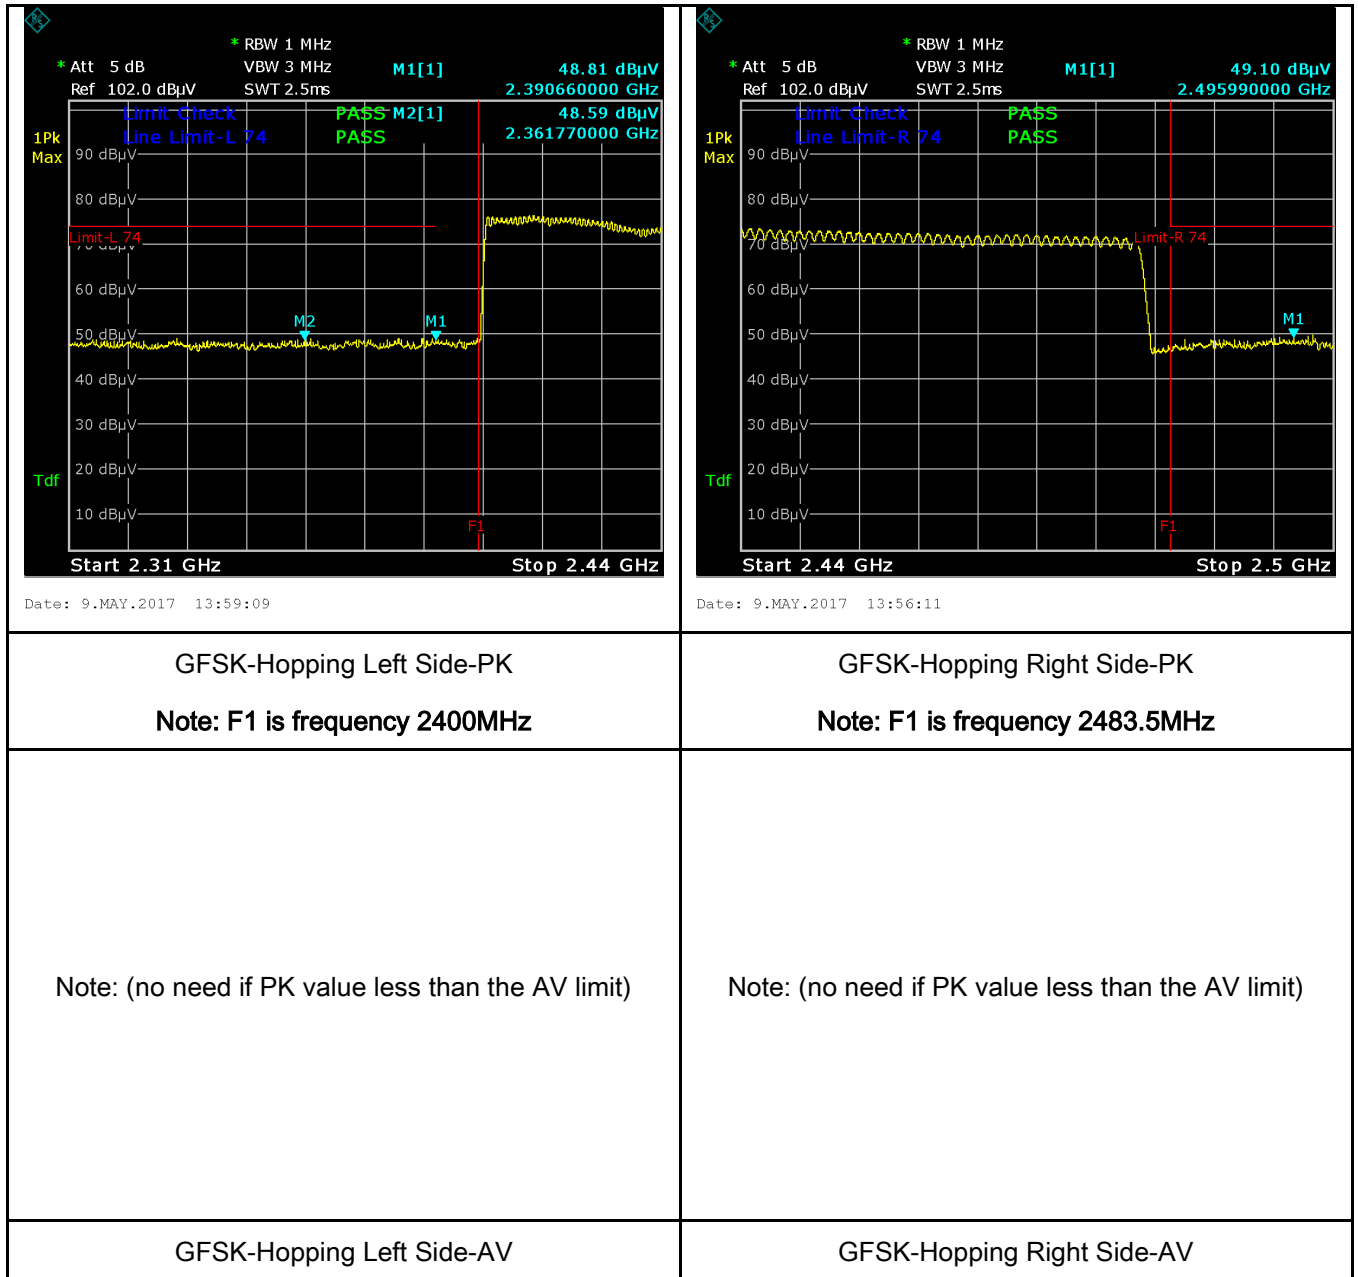 * RBW 1 MHz
* Att 5 dB VBW 3 MHz M1[1] 48.81 dBµV
Ref 102.0 dBµV SWT 2.5ms 2.390660000 GHz
Limit Check PASS M2[1] 48.59 dBµV
Line Limit-L 74 PASS 2.361770000 GHz
1Pk
Max
90 dBµV
80 dBµV
Limit-L 74
70 dBµV
60 dBµV
M2 M1
50 dBµV
40 dBµV
30 dBµV
20 dBµV
Tdf
10 dBµV
F1
Start 2.31 GHz Stop 2.44 GHz
Date: 9.MAY.2017 13:59:09
* RBW 1 MHz
* Att 5 dB VBW 3 MHz M1[1] 49.10 dBµV
Ref 102.0 dBµV SWT 2.5ms 2.495990000 GHz
Limit Check PASS
Line Limit-R 74 PASS
1Pk
Max
90 dBµV
80 dBµV
Limit-R 74
70 dBµV
60 dBµV
M1
50 dBµV
40 dBµV
30 dBµV
20 dBµV
Tdf
10 dBµV
F1
Start 2.44 GHz Stop 2.5 GHz
Date: 9.MAY.2017 13:56:11
GFSK-Hopping Left Side-PK
Note: F1 is frequency 2400MHz
GFSK-Hopping Right Side-PK
Note: F1 is frequency 2483.5MHz
Note: (no need if PK value less than the AV limit)
Note: (no need if PK value less than the AV limit)
GFSK-Hopping Left Side-AV
GFSK-Hopping Right Side-AV